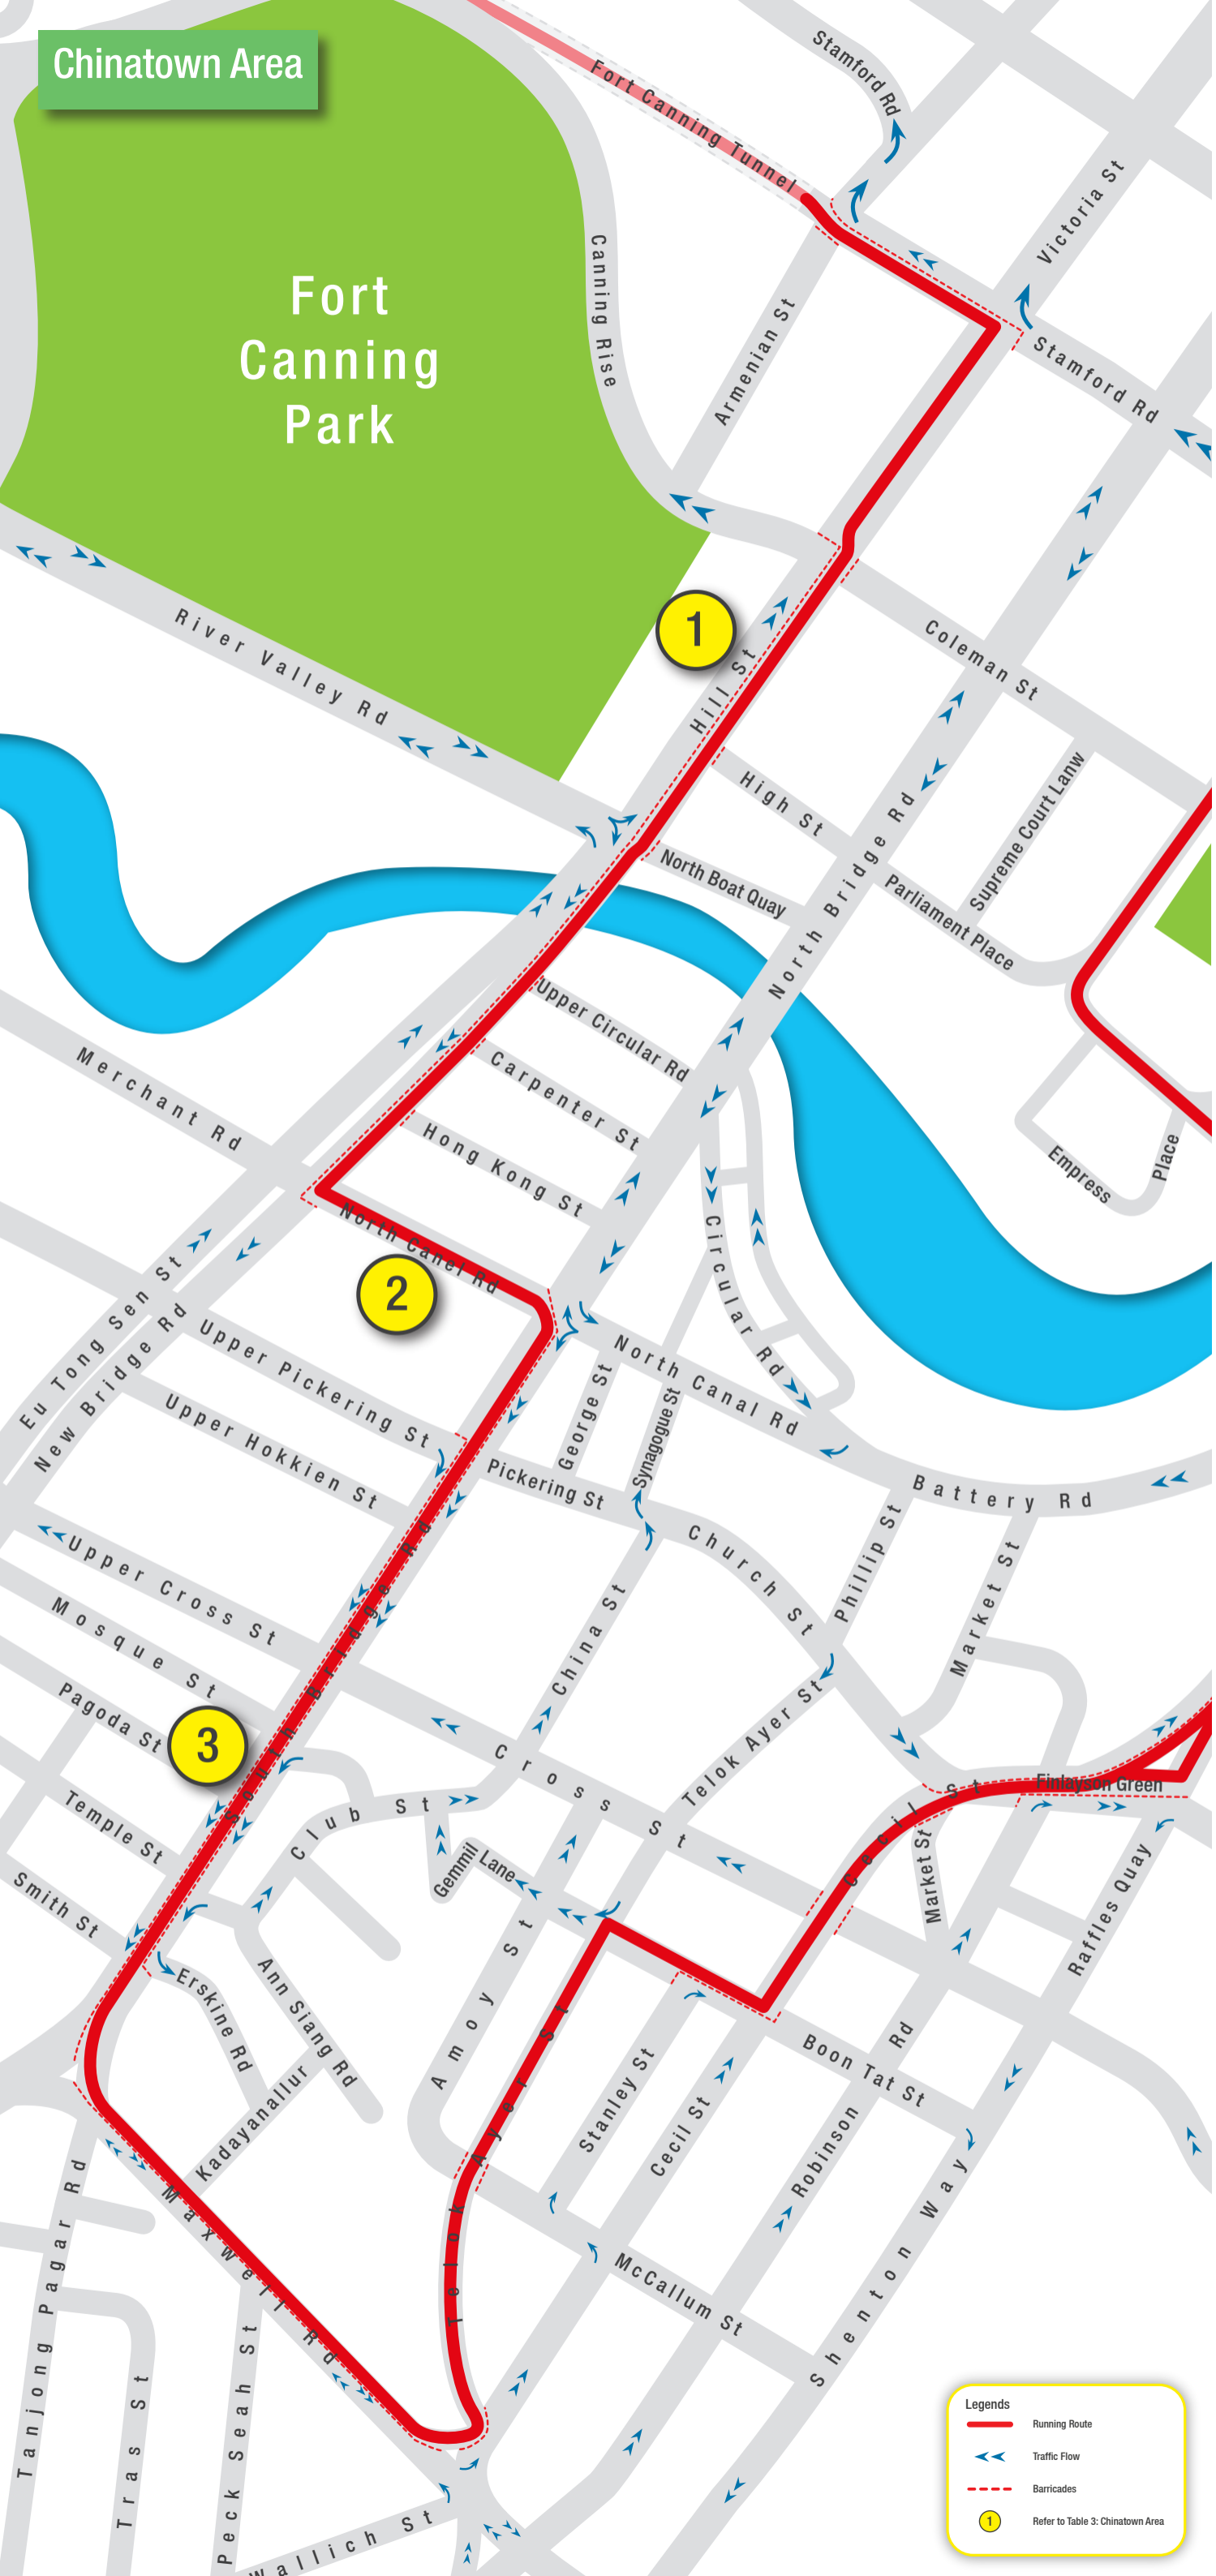 Chinatown Area
Stamford Rd
Fort Canning Tunnel
Victoria St
Canning Rise
Fort
Canning
Park
Armenian St
Stamford Rd
1
Hill St
River Valley Rd
Coleman St
High St
Supreme Court Lanw
North Boat Quay
Parliament Place
North Bridge Rd
Upper Circular Rd
Merchant Rd
Carpenter St
Hong Kong St
Empress
Place
North Canel Rd
Circular Rd
2
Eu Tong Sen St
New Bridge Rd
Upper Pickering St
North Canal Rd
George St
Synagogue St
Upper Hokkien St
Pickering St
Battery Rd
Church St
Phillip St
Market St
Upper Cross St
China St
Mosque St
Pagoda St
South Bridge Rd
3
Telok Ayer St
Cross St
Finlayson Green
Temple St
Club St
Cecil St
Gemmil
Lane
Market St
Raffles Quay
Smith St
Erskine Rd
Ann Siang Rd
Amoy St
Telok Ayer St
Boon Tat St
Stanley St
Cecil St
Robinson Rd
Kadayanallur
Maxwell Rd
Shenton Way
McCallum St
Tanjong Pagar Rd
Tras St
Peck Seah St
Wallich St
Legends
Running Route
Traffic Flow
Barricades
1 Refer to Table 3: Chinatown Area